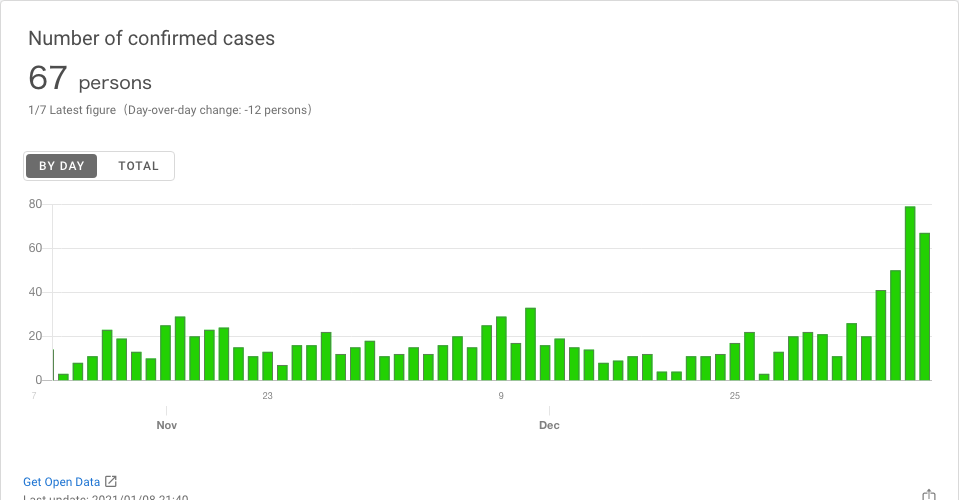 Number of confirmed cases
67 persons
1/7 Latest figure（Day-over-day change: -12 persons）
BY DAY TOTAL
80
60
40
20
0
7 23 9 25
Nov Dec
Get Open Data
Last update: 2021/01/08 21:40